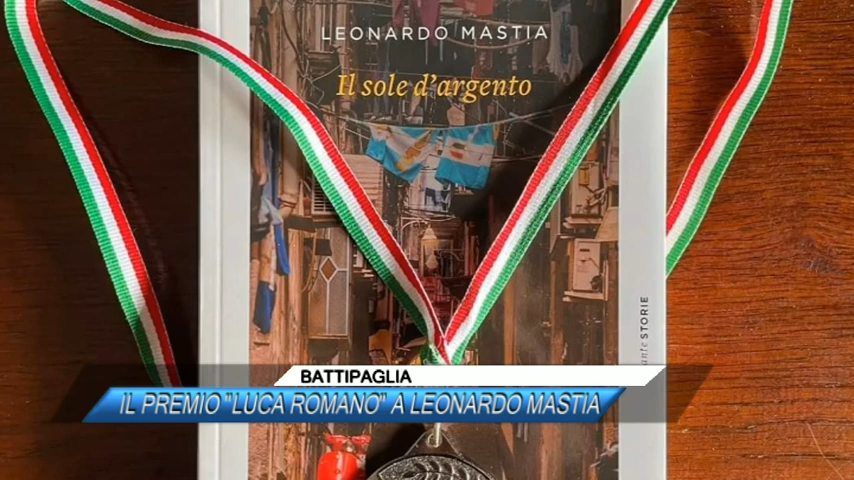 LEONARDO MASTIA
Il sole d'argento
STORIE
BATTIPAGLIA
IL PREMIO "LUCA ROMANO" A LEONARDO MASTIA